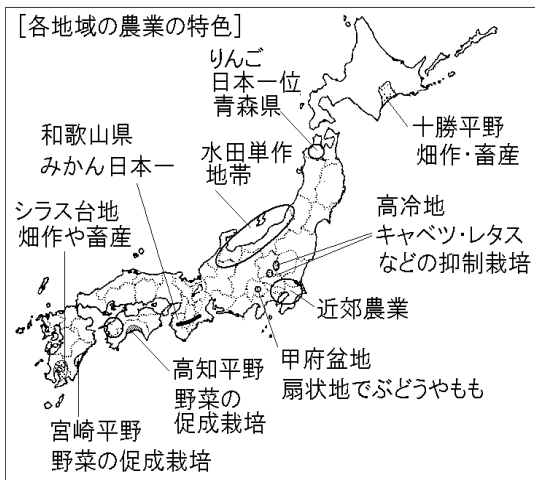 [各地域の農業の特色]
りんご
日本一位
青森県
十勝平野
畑作・畜産
和歌山県
みかん日本一
水田単作
地帯
シラス台地
畑作や畜産
高冷地
キャベツ・レタス
などの抑制栽培
近郊農業
甲府盆地
扇状地でぶどうやもも
高知平野
野菜の
促成栽培
宮崎平野
野菜の促成栽培